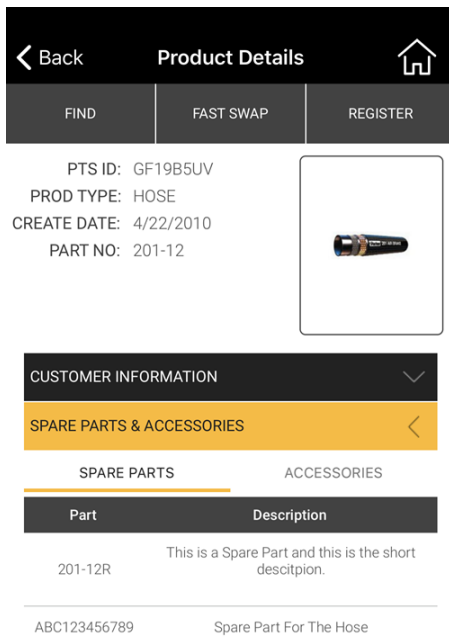 Back
Product Details
FIND
FAST SWAP
REGISTER
PTS ID: GF19B5UV
PROD TYPE: HOSE
CREATE DATE: 4/22/2010
PART NO: 201-12
CUSTOMER INFORMATION
SPARE PARTS & ACCESSORIES
SPARE PARTS
ACCESSORIES
Part
Description
201-12R
This is a Spare Part and this is the short
descitpion.
ABC123456789
Spare Part For The Hose